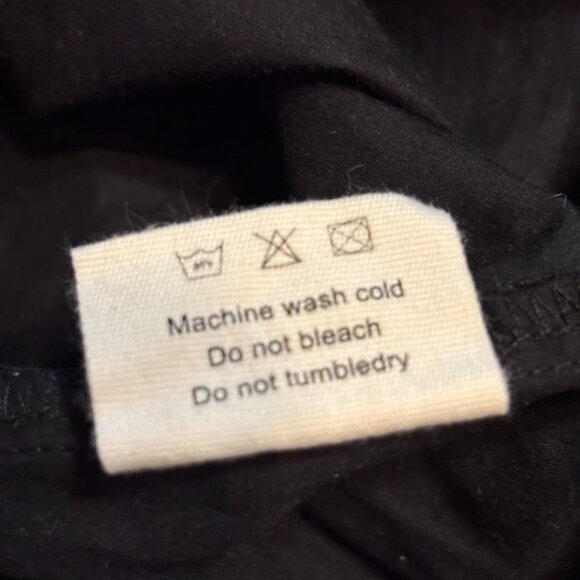 Machine wash cold
Do not bleach
Do not tumbledry